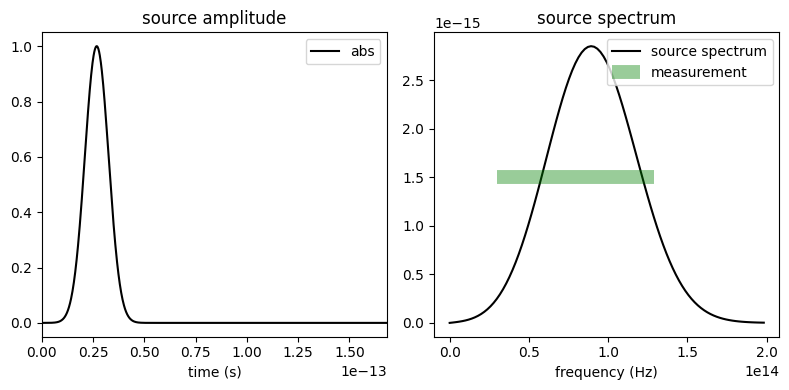 source amplitude
abs
1.0
0.8
0.6
0.4
0.2
0.0
0.00
0.25
0.50
0.75
1.00
1.25
1.50
1e−13
time (s)
source spectrum
1e−15
source spectrum
measurement
2.5
2.0
1.5
1.0
0.5
0.0
0.0
0.5
1.0
1.5
2.0
1e14
frequency (Hz)